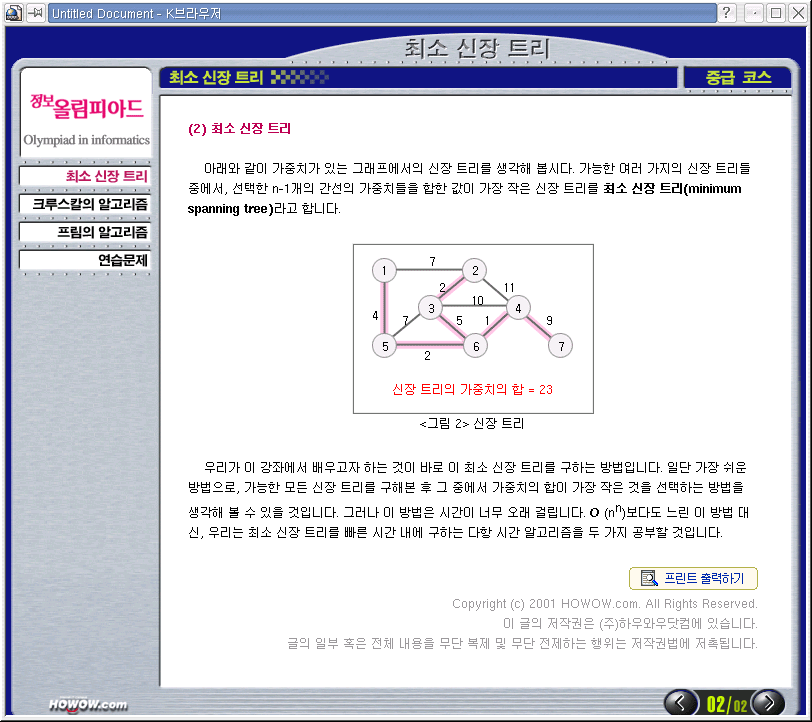 Untitled Document - K브라우저
최소 신장 트리
정보올림피아드
Olympiad in informatics
최소 신장 트리
크루스칼의 알고리즘
프림의 알고리즘
연습문제
최소 신장 트리
중급 코스
(2) 최소 신장 트리
아래와 같이 가중치가 있는 그래프에서의 신장 트리를 생각해 봅시다. 가능한 여러 가지의 신장 트리들
중에서, 선택한 n-1개의 간선의 가중치들을 합한 값이 가장 작은 신장 트리를 최소 신장 트리(minimum
spanning tree)라고 합니다.
1 7 2
2 11
3 10 4
4 7 5 1 9
5 2 6 7
신장 트리의 가중치의 합 = 23
<그림 2> 신장 트리
우리가 이 강좌에서 배우고자 하는 것이 바로 이 최소 신장 트리를 구하는 방법입니다. 일단 가장 쉬운
방법으로, 가능한 모든 신장 트리를 구해본 후 그 중에서 가중치의 합이 가장 작은 것을 선택하는 방법을
생각해 볼 수 있을 것입니다. 그러나 이 방법은 시간이 너무 오래 걸립니다. O (nⁿ)보다도 느린 이 방법 대
신, 우리는 최소 신장 트리를 빠른 시간 내에 구하는 다항 시간 알고리즘을 두 가지 공부할 것입니다.
프린트 출력하기
Copyright (c) 2001 HOWOW.com. All Rights Reserved.
이 글의 저작권은 (주)하우와우닷컴에 있습니다.
글의 일부 혹은 전체 내용을 무단 복제 및 무단 전제하는 행위는 저작권법에 저촉됩니다.
HOWOW.com
02/02